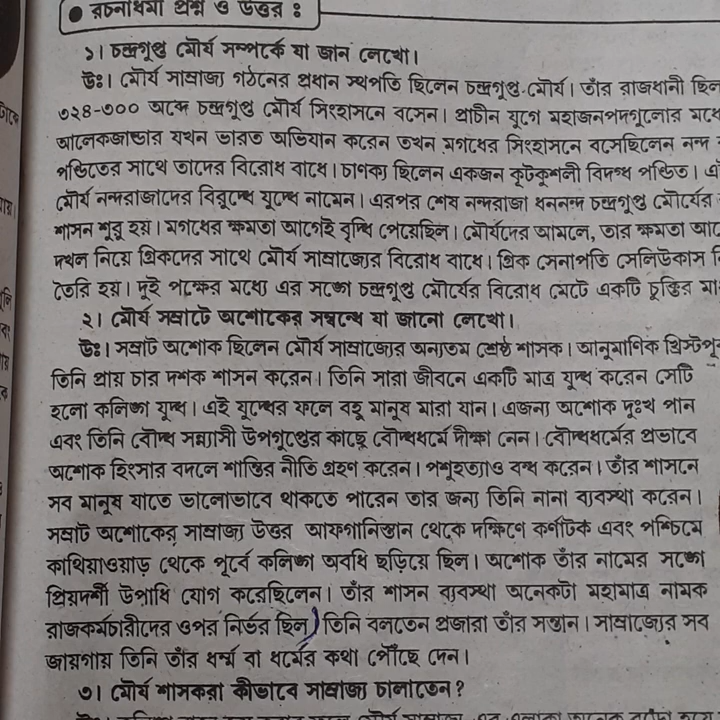 ● রচনাধর্মী প্রশ্ন ও উত্তর :
১। চন্দ্রগুপ্ত মৌর্য সম্পর্কে যা জান লেখো।
উঃ। মৌর্য সাম্রাজ্য গঠনের প্রধান স্থপতি ছিলেন চন্দ্রগুপ্ত মৌর্য। তাঁর রাজধানী ছিল
৩২৪-৩০০ অব্দে চন্দ্রগুপ্ত মৌর্য সিংহাসনে বসেন। প্রাচীন যুগে মহাজনপদগুলোর মধ্যে
আলেকজান্ডার যখন ভারত অভিযান করেন তখন মগধের সিংহাসনে বসেছিলেন নন্দ
পণ্ডিতের সাথে তাদের বিরোধ বাধে। চাণক্য ছিলেন একজন কূটকুশলী বিদগ্ধ পণ্ডিত।
মৌর্য নন্দরাজাদের বিরুদ্ধে যুদ্ধে নামেন। এরপর শেষ নন্দরাজা ধননন্দ চন্দ্রগুপ্ত মৌর্যের
শাসন শুরু হয়। মগধের ক্ষমতা আগেই বৃদ্ধি পেয়েছিল। মৌর্যদের আমলে, তার ক্ষমতা
দখল নিয়ে গ্রিকদের সাথে মৌর্য সাম্রাজ্যের বিরোধ বাধে। গ্রিক সেনাপতি সেলিউকাস
তৈরি হয়। দুই পক্ষের মধ্যে এর সঙ্গে চন্দ্রগুপ্ত মৌর্যের বিরোধ মেটে একটি চুক্তির
২। মৌর্য সম্রাট অশোকের সম্বন্ধে যা জানো লেখো।
উঃ। সম্রাট অশোক ছিলেন মৌর্য সাম্রাজ্যের অন্যতম শ্রেষ্ঠ শাসক। আনুমানিক খ্রিস্টপূ
তিনি প্রায় চার দশক শাসন করেন। তিনি সারা জীবনে একটি মাত্র যুদ্ধ করেন সেটি
হলো কলিঙ্গ যুদ্ধ। এই যুদ্ধের ফলে বহু মানুষ মারা যান। এজন্য অশোক দুঃখ পান
এবং তিনি বৌদ্ধ সন্ন্যাসী উপগুপ্তের কাছে বৌদ্ধধর্মে দীক্ষা নেন। বৌদ্ধধর্মের প্রভাবে
অশোক হিংসার বদলে শান্তির নীতি গ্রহণ করেন। পশুহত্যাও বন্ধ করেন। তাঁর শাসনে
সব মানুষ যাতে ভালোভাবে থাকতে পারেন তার জন্য তিনি নানা ব্যবস্থা করেন।
সম্রাট অশোকের সাম্রাজ্য উত্তর আফগানিস্তান থেকে দক্ষিণে কর্ণাটক এবং পশ্চিমে
কাথিয়াওয়াড় থেকে পূর্বে কলিঙ্গ অবধি ছড়িয়ে ছিল। অশোক তাঁর নামের সঙ্গে
প্রিয়দর্শী উপাধি যোগ করেছিলেন। তাঁর শাসন ব্যবস্থা অনেকটা মহামাত্র নামক
রাজকর্মচারীদের ওপর নির্ভর ছিল) তিনি বলতেন প্রজারা তাঁর সন্তান। সাম্রাজ্যের সব
জায়গায় তিনি তাঁর ধর্ম্ম বা ধর্মের কথা পৌঁছে দেন।
৩। মৌর্য শাসকরা কীভাবে সাম্রাজ্য চালাতেন?